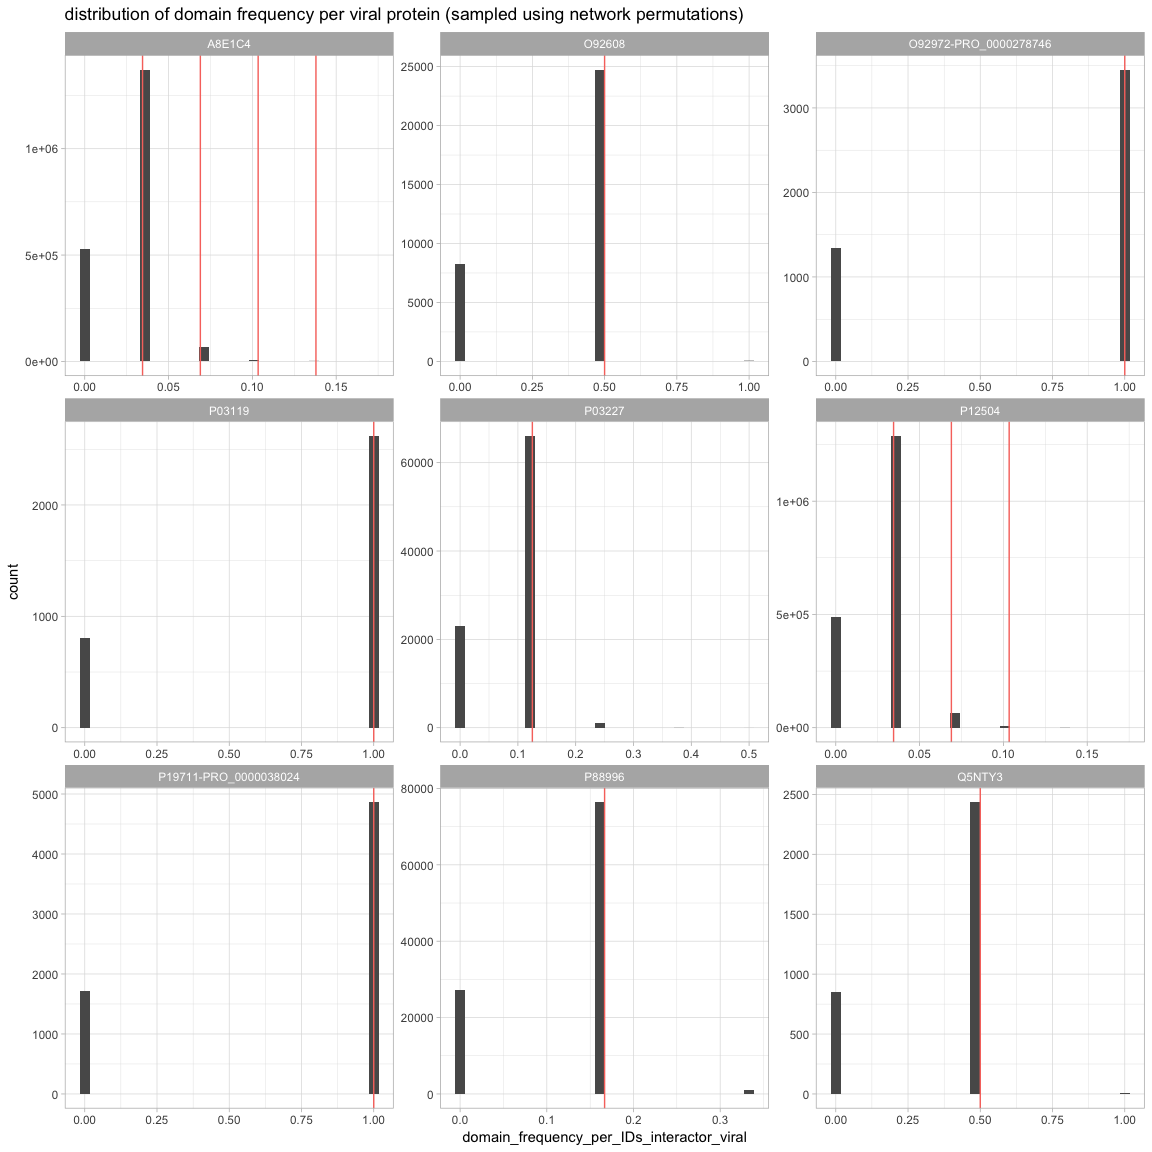 distribution of domain frequency per viral protein (sampled using network permutations)
A8E1C4
O92608
O92972-PRO_0000278746
1e+06
5e+05
0e+00
25000
20000
15000
10000
5000
0
3000
2000
1000
0
0.00 0.05 0.10 0.15
0.00 0.25 0.50 0.75 1.00
0.00 0.25 0.50 0.75 1.00
P03119
P03227
P12504
2000
1000
0
60000
40000
20000
0
1e+06
5e+05
0e+00
0.00 0.25 0.50 0.75 1.00
0.0 0.1 0.2 0.3 0.4 0.5
0.00 0.05 0.10 0.15
P19711-PRO_0000038024
P88996
Q5NTY3
5000
4000
3000
2000
1000
0
80000
60000
40000
20000
0
2500
2000
1500
1000
500
0
0.00 0.25 0.50 0.75 1.00
0.0 0.1 0.2 0.3
0.00 0.25 0.50 0.75 1.00
count
domain_frequency_per_IDs_interactor_viral